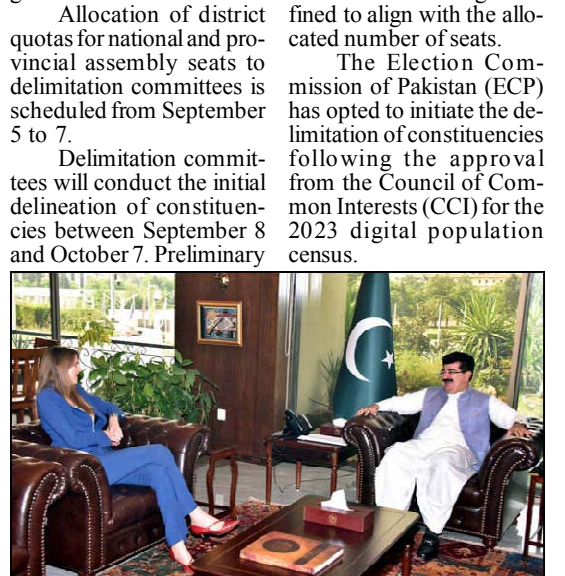 Allocation of district
quotas for national and pro-
vincial assembly seats to
delimitation committees is
scheduled from September
5 to 7.
Delimitation commit-
tees will conduct the initial
delineation of constituen-
cies between September 8
and October 7. Preliminary
fined to align with the allo-
cated number of seats.
The Election Com-
mission of Pakistan (ECP)
has opted to initiate the de-
limitation of constituencies
following the approval
from the Council of Com-
mon Interests (CCI) for the
2023 digital population
census.